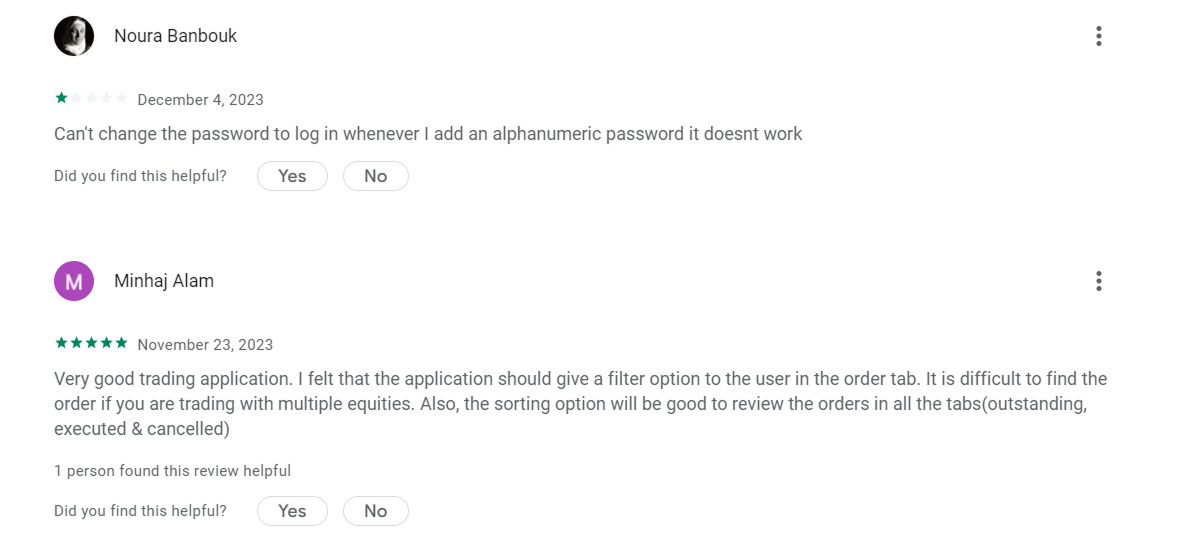 Noura Banbouk
December 4, 2023
Can't change the password to log in whenever I add an alphanumeric password it doesnt work
Did you find this helpful? Yes No
M Minhaj Alam
November 23, 2023
Very good trading application. I felt that the application should give a filter option to the user in the order tab. It is difficult to find the
order if you are trading with multiple equities. Also, the sorting option will be good to review the orders in all the tabs(outstanding,
executed & cancelled)
1 person found this review helpful
Did you find this helpful? Yes No